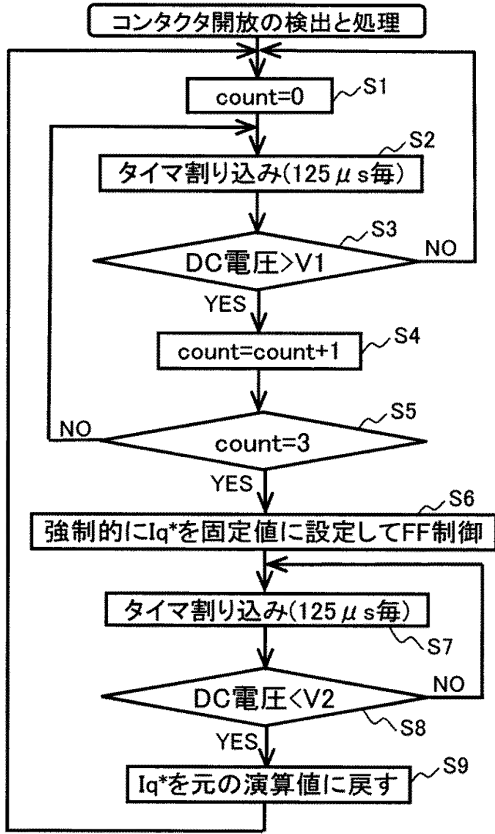 コンタクタ開放の検出と処理
S1
count=0
S2
タイマ割り込み(125μs毎)
S3
DC電圧>V1
NO
YES
S4
count=count+1
S5
count=3
NO
YES
S6
強制的にIq*を固定値に設定してFF制御
タイマ割り込み(125μs毎)
S7
DC電圧<V2
NO
S8
YES
S9
Iq*を元の演算値に戻す